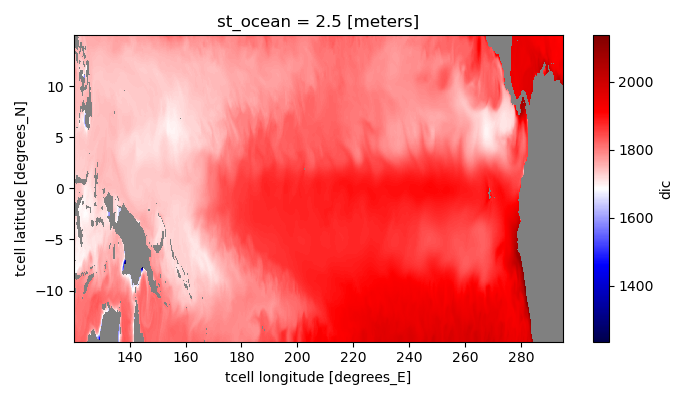 st_ocean = 2.5 [meters]
10
5
0
−5
−10
tcell latitude [degrees_N]
140 160 180 200 220 240 260 280
tcell longitude [degrees_E]
2000
1800
1600
1400
dic